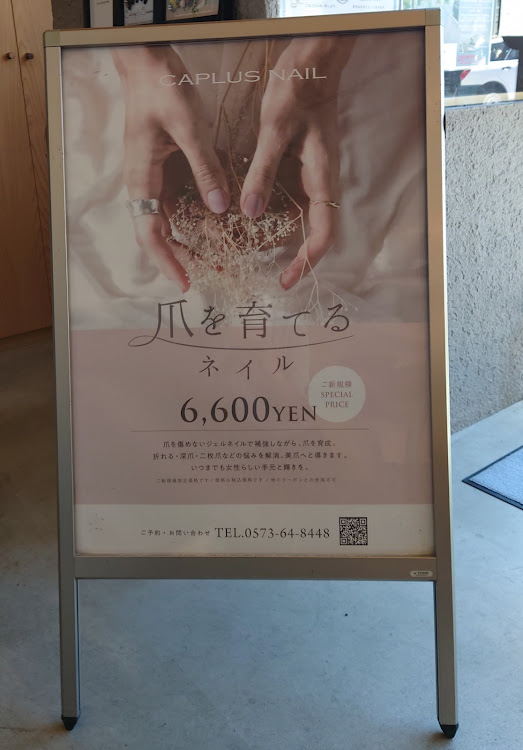 CAPLUS NAIL
爪を育てる
ネイル
6,600YEN
ご新規様
SPECIAL
PRICE
爪を傷めないジェルネイルで補強しながら、爪を育成。
折れる・深爪・二枚爪などの悩みを解消。美爪へと導きます。
いつまでも女性らしい手元と輝きを。
ご予約・お問い合わせ TEL.0573-64-8448